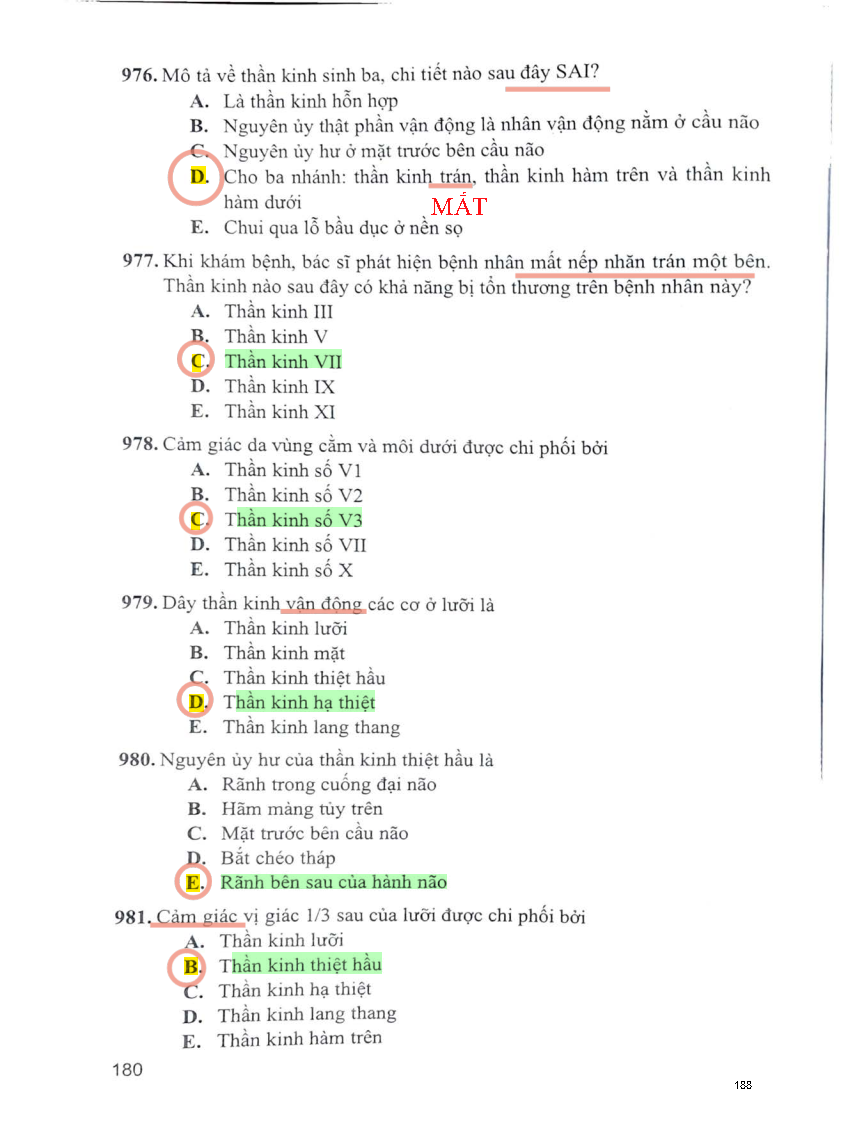 976. Mô tả về thần kinh sinh ba, chi tiết nào sau đây SAI?
A. Là thần kinh hỗn hợp
B. Nguyên ủy thật phần vận động là nhân vận động nằm ở cầu não
C. Nguyên ủy hư ở mặt trước bên cầu não
D. Cho ba nhánh: thần kinh trán, thần kinh hàm trên và thần kinh
hàm dưới
MẮT
E. Chui qua lỗ bầu dục ở nền sọ
977. Khi khám bệnh, bác sĩ phát hiện bệnh nhân mất nếp nhăn trán một bên.
Thần kinh nào sau đây có khả năng bị tổn thương trên bệnh nhân này?
A. Thần kinh III
B. Thần kinh V
C. Thần kinh VII
D. Thần kinh IX
E. Thần kinh XI
978. Cảm giác da vùng cằm và môi dưới được chi phối bởi
A. Thần kinh số V1
B. Thần kinh số V2
C. Thần kinh số V3
D. Thần kinh số VII
E. Thần kinh số X
979. Dây thần kinh vận động các cơ ở lưỡi là
A. Thần kinh lưỡi
B. Thần kinh mặt
C. Thần kinh thiệt hầu
D. Thần kinh hạ thiệt
E. Thần kinh lang thang
980. Nguyên ủy hư của thần kinh thiệt hầu là
A. Rãnh trong cuống đại não
B. Hãm màng tủy trên
C. Mặt trước bên cầu não
D. Bắt chéo tháp
E. Rãnh bên sau của hành não
981. Cảm giác vị giác 1/3 sau của lưỡi được chi phối bởi
A. Thần kinh lưỡi
B. Thần kinh thiệt hầu
C. Thần kinh hạ thiệt
D. Thần kinh lang thang
E. Thần kinh hàm trên
180
188